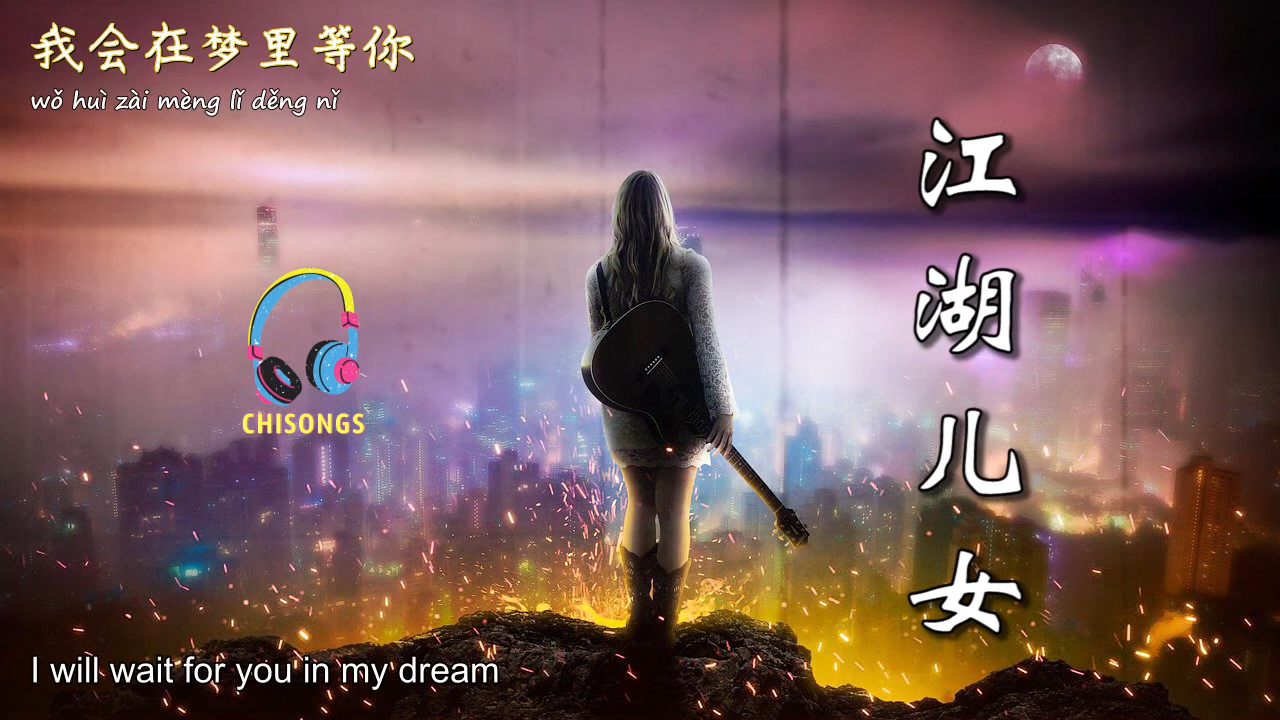 我会在梦里等你
wǒ huì zài mèng lǐ děng nǐ
江湖儿女
CHISONGS
I will wait for you in my dream